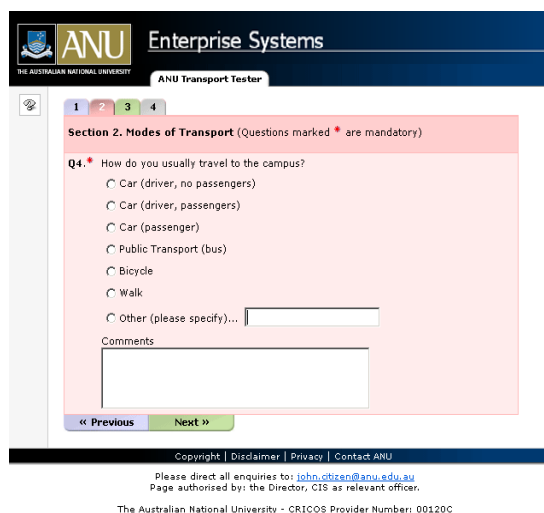 ANU Enterprise Systems
THE AUSTRALIAN NATIONAL UNIVERSITY
ANU Transport Tester
1 2 3 4
Section 2. Modes of Transport (Questions marked * are mandatory)
Q4.* How do you usually travel to the campus?
Car (driver, no passengers)
Car (driver, passengers)
Car (passenger)
Public Transport (bus)
Bicycle
Walk
Other (please specify)...
Comments
« Previous Next »
Copyright | Disclaimer | Privacy | Contact ANU
Please direct all enquiries to: john.citizen@anu.edu.au
Page authorised by: the Director, CIS as relevant officer.
The Australian National University - CRICOS Provider Number: 00120C